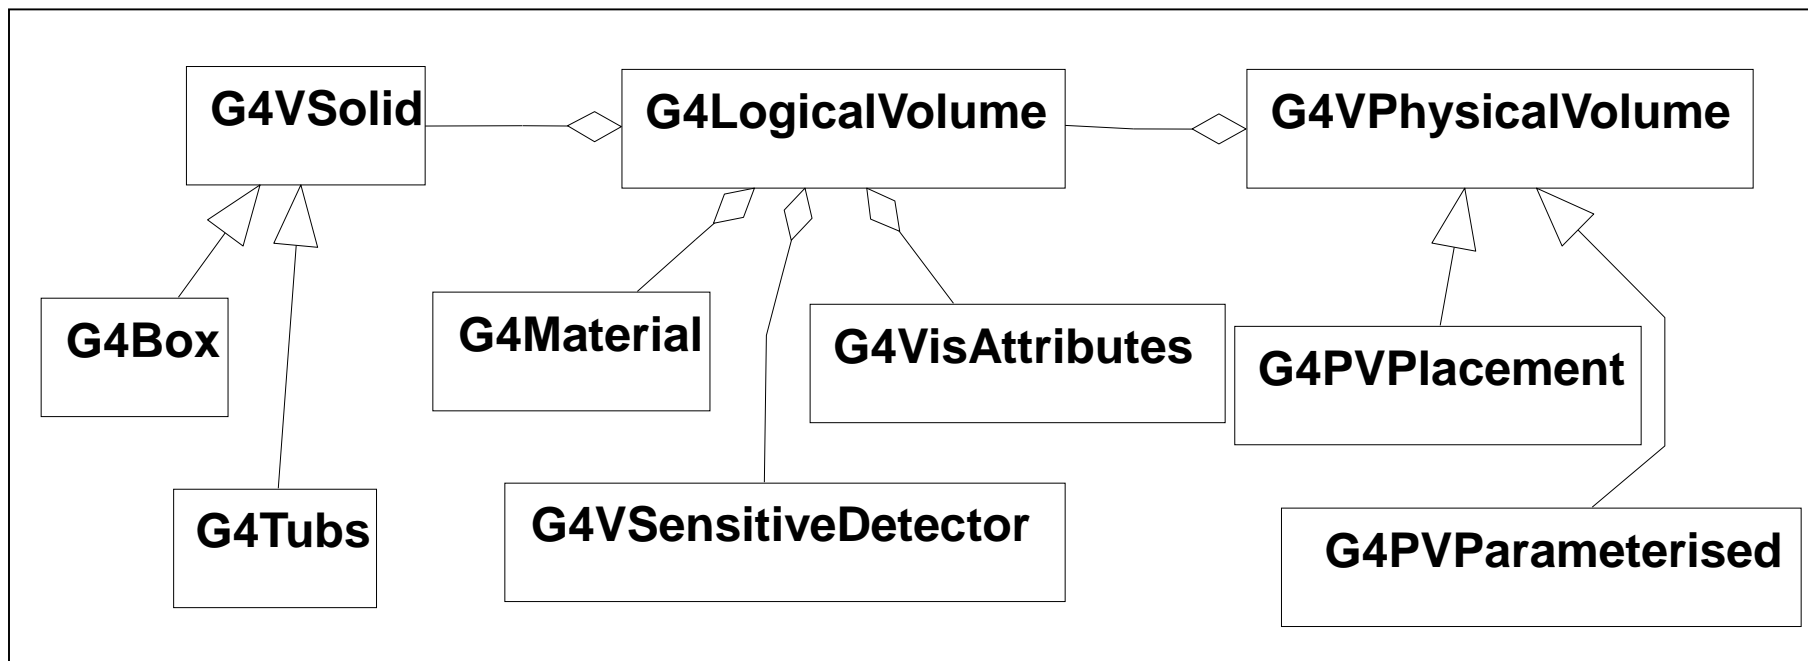 G4VSolid
G4LogicalVolume
G4VPhysicalVolume
G4Box
G4Material
G4VisAttributes
G4PVPlacement
G4Tubs
G4VSensitiveDetector
G4PVParameterised